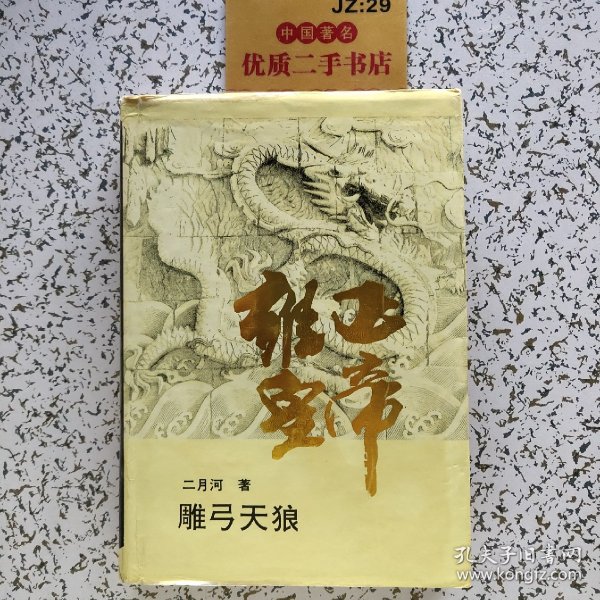 JZ:29
中国著名
优质二手书店
雍正
皇帝
二月河 著
雕弓天狼
孔夫子旧书网
www.kongfz.com